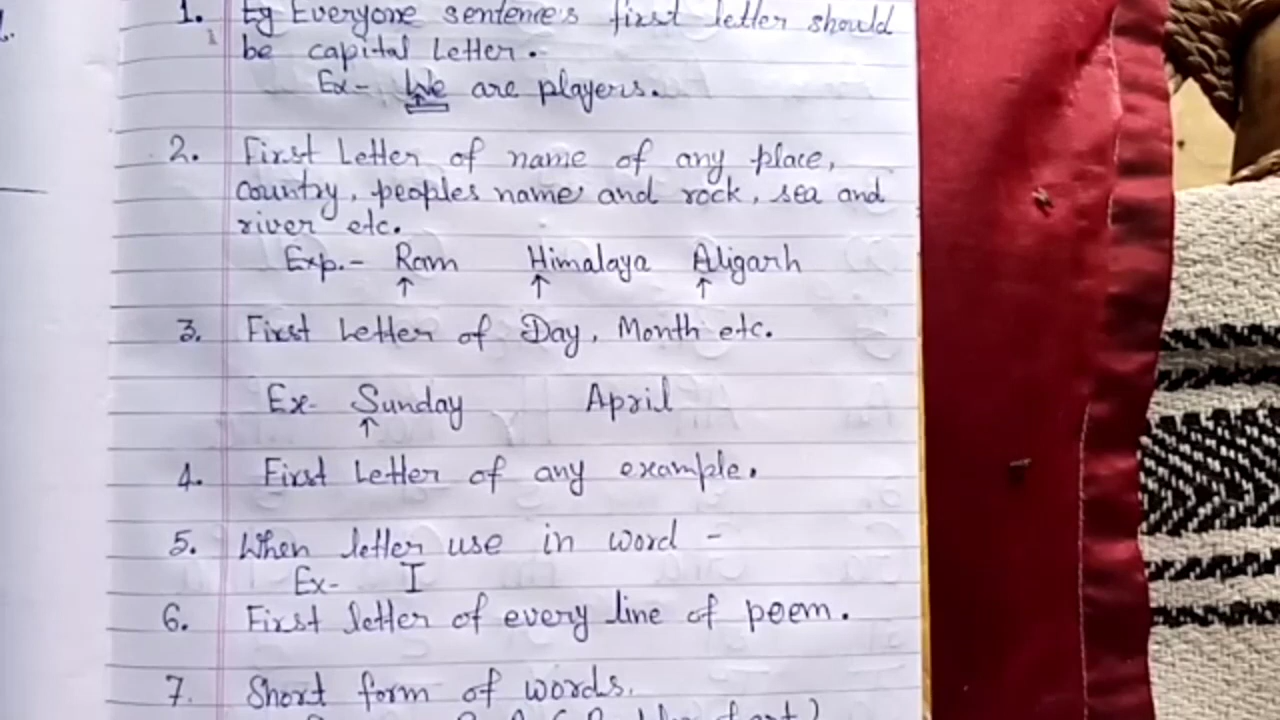 1. Everyone sentence's first letter should
be capital Letter.
Ex- We are players.
2. First Letter of name of any place,
country, peoples name and rock, sea and
river etc.
Exp.- Ram Himalaya Aligarh
3. First Letter of Day, Month etc.
Ex- Sunday April
4. First Letter of any example.
5. When letter use in word -
Ex- I
6. First letter of every line of poem.
7. Short form of words.